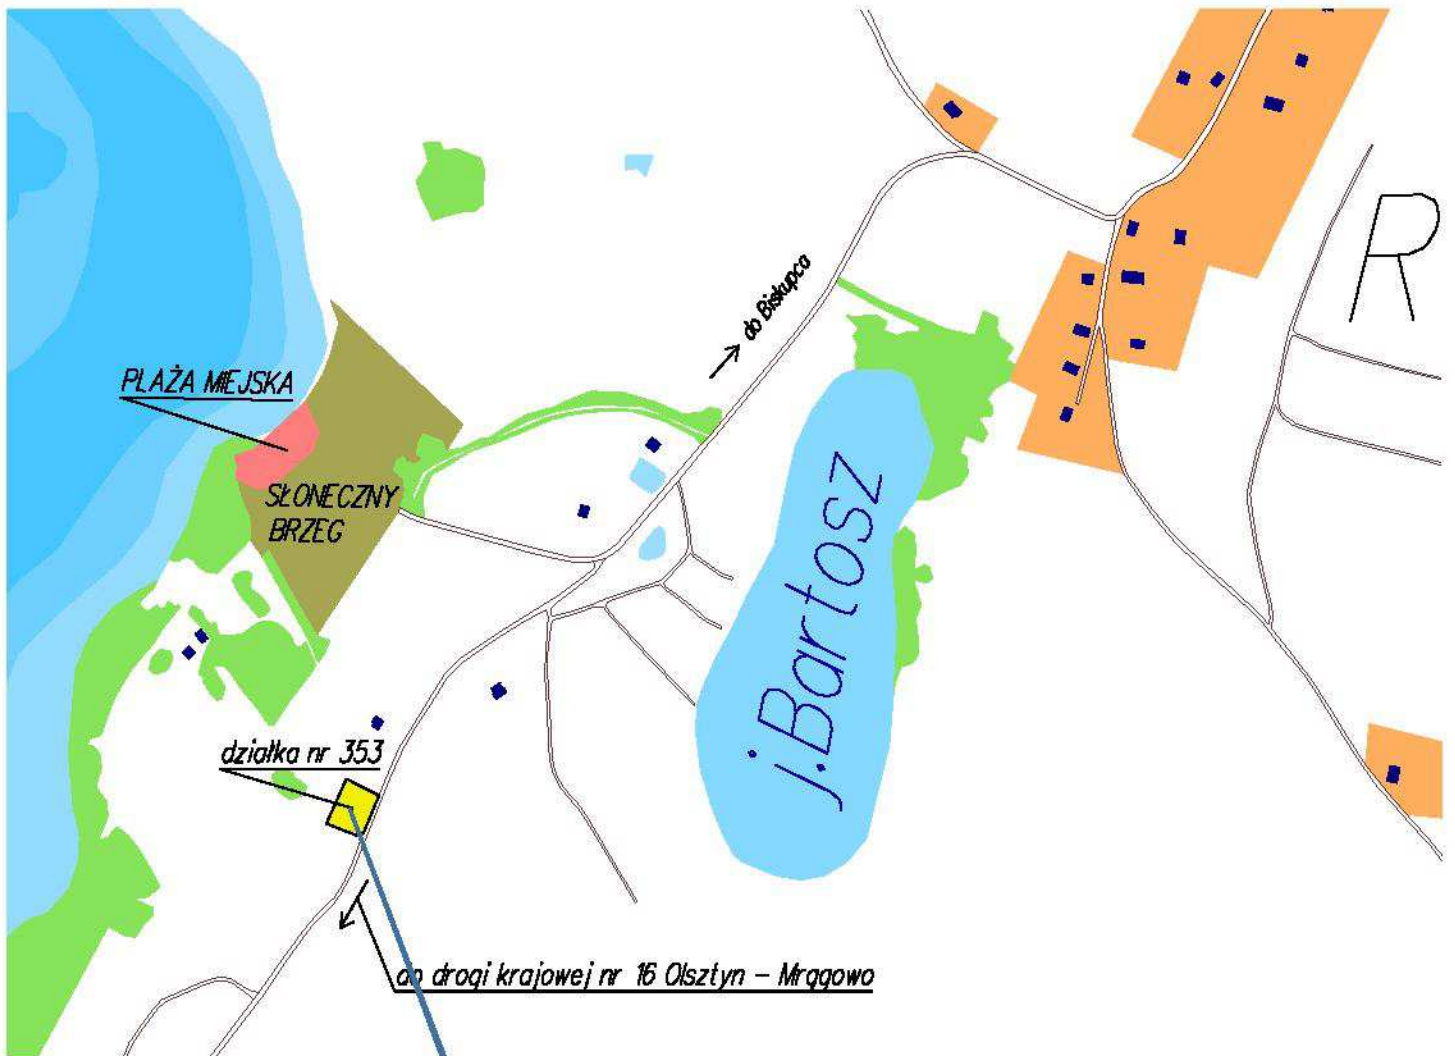 R
do Biskupca
PLAŻA MIEJSKA
SŁONECZNY
BRZEG
j.Bartosz
działka nr 353
do drogi krajowej nr 16 Olsztyn - Mrągowo